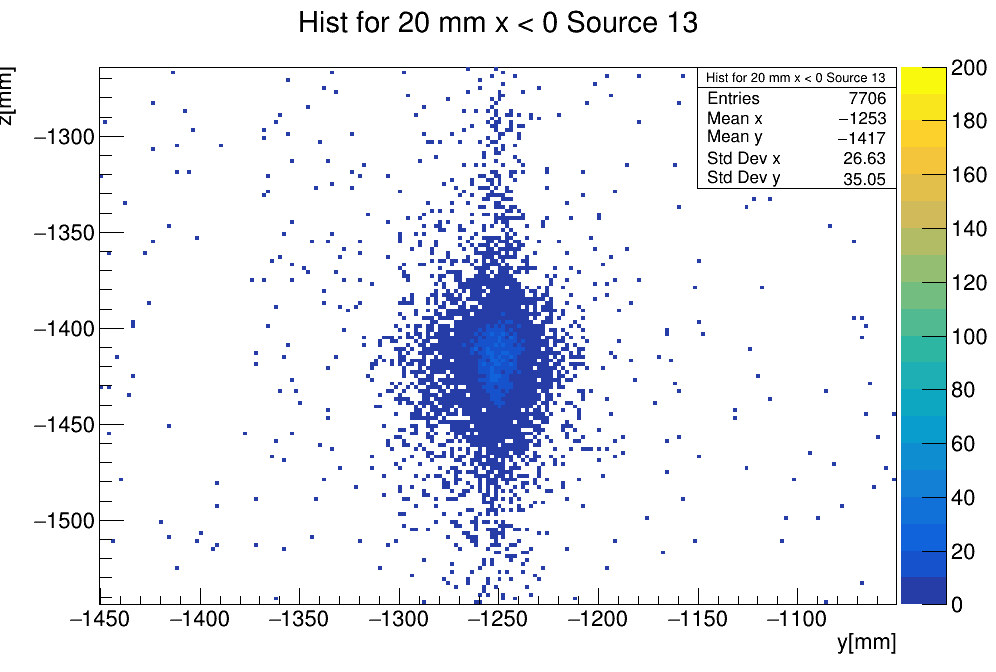 Hist for 20 mm x < 0 Source 13
z[mm]
Hist for 20 mm x < 0 Source 13
Entries 7706
Mean x −1253
Mean y −1417
Std Dev x 26.63
Std Dev y 35.05
−1300
−1350
−1400
−1450
−1500
200
180
160
140
120
100
80
60
40
20
0
−1450 −1400 −1350 −1300 −1250 −1200 −1150 −1100
y[mm]